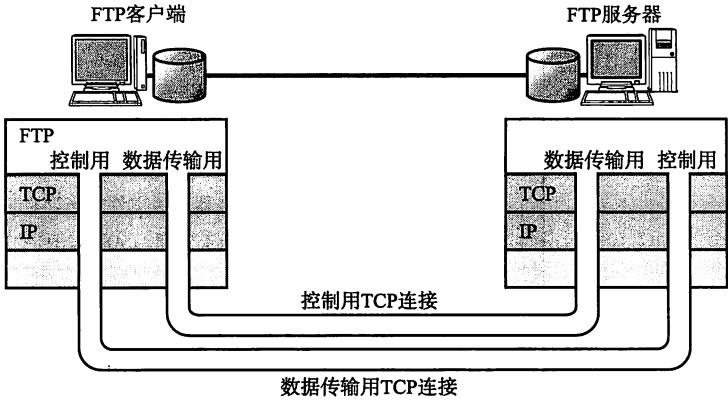 FTP客户端
FTP服务器
FTP
控制用 数据传输用
数据传输用 控制用
TCP
TCP
IP
IP
控制用TCP连接
数据传输用TCP连接